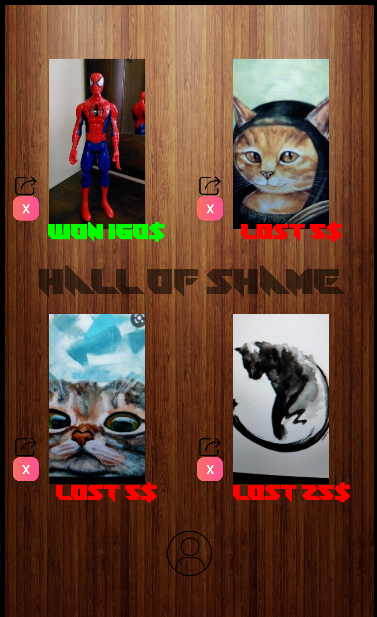 X
WON 160$
X
LOST 5$
HALL OF SHAME
X
LOST 5$
X
LOST 25$